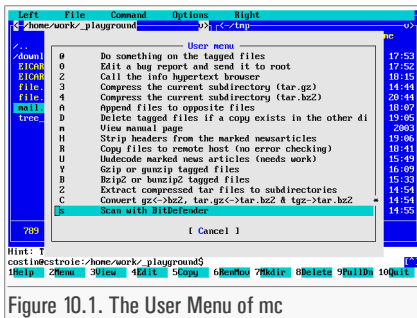 Left File Command Options Right
<-/home/work/_playground v> <-/tmp v>
User menu
/..
/downl 17:53
@ Do something on the tagged files
EICAR 17:52
0 Edit a bug report and send it to root
EICAR 18:15
2 Call the info hypertext browser
file. 14:44
3 Compress the current subdirectory (tar.gz)
file. 20:44
4 Compress the current subdirectory (tar.bz2)
mail. 18:07
a Append files to opposite files
tree_ 19:05
D Delete tagged files if a copy exists in the other di
2003
m View manual page
19:06
H Strip headers from the marked newsarticles
18:41
R Copy files to remote host (no error checking)
15:49
U Uudecode marked news articles (needs work)
16:09
Y Gzip or gunzip tagged files
15:33
B Bzip2 or bunzip2 tagged files
14:54
Z Extract compressed tar files to subdirectories
14:54
C Convert gz<->bz2, tar.gz<->tar.bz2 & tgz->tar.bz2
14:55
s Scan with BitDefender
789
[ Cancel ]
Hint: T
costin@cstroie:/home/work/_playground$ [^]
1Help 2Menu 3View 4Edit 5Copy 6RenMov 7Mkdir 8Delete 9PullDn 10Quit
Figure 10.1. The User Menu of mc